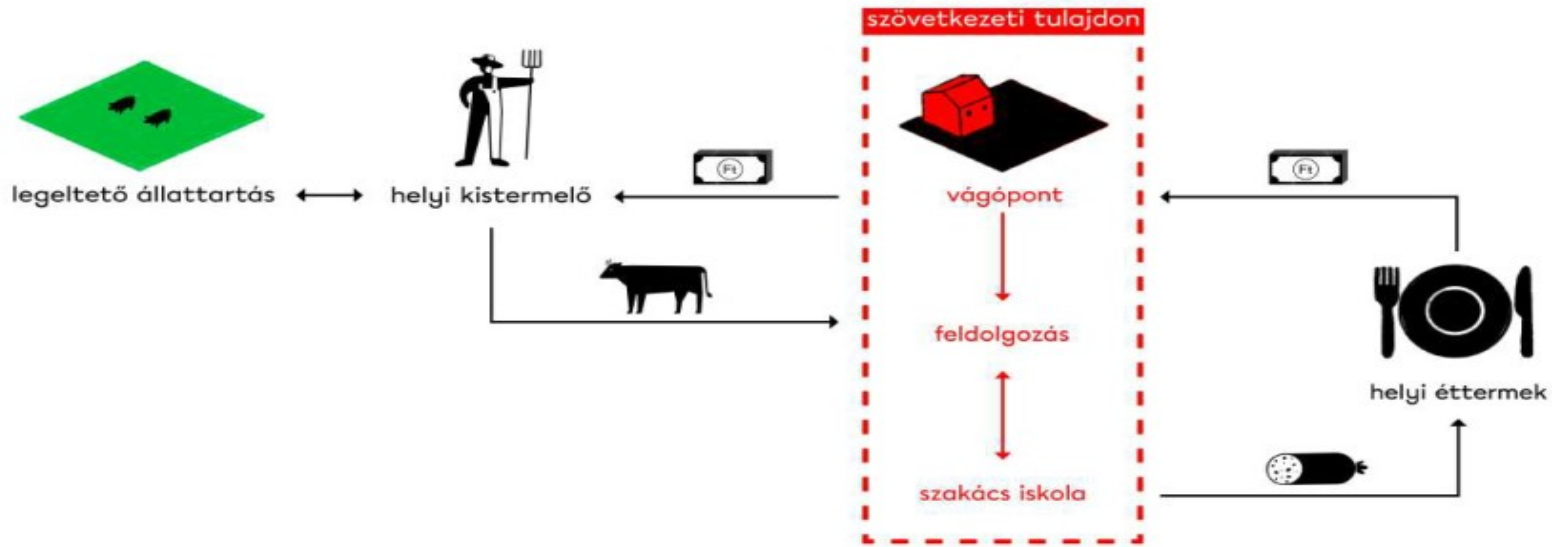 szövetkezeti tulajdon
Ft
Ft
legeltető állattartás
helyi kistermelő
vágópont
feldolgozás
helyi éttermek
szakács iskola